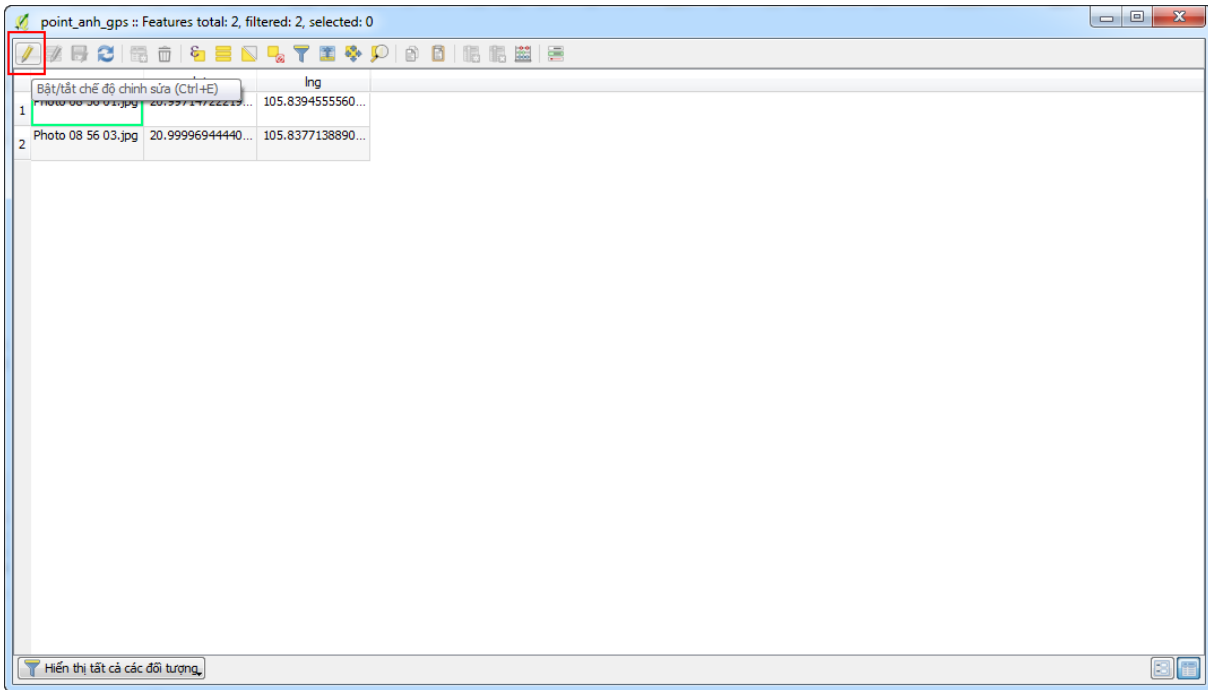 point_anh_gps :: Features total: 2, filtered: 2, selected: 0
lng
Bật/tắt chế độ chỉnh sửa (Ctrl+E)
1 Photo 08 56 01.jpg 20.99714722219... 105.8394555560...
2 Photo 08 56 03.jpg 20.99996944440... 105.8377138890...
Hiển thị tất cả các đối tượng